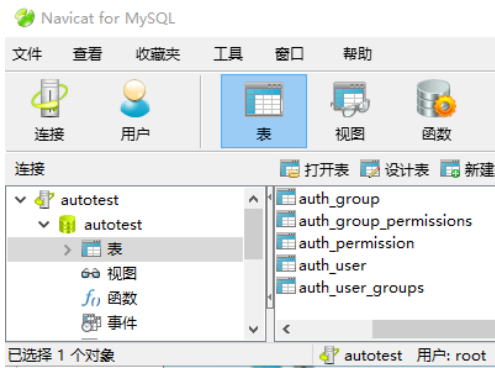 Navicat for MySQL
文件 查看 收藏夹 工具 窗口 帮助
连接 用户 表 视图 函数
连接 打开表 设计表 新建
autotest
autotest
表
视图
函数
事件
auth_group
auth_group_permissions
auth_permission
auth_user
auth_user_groups
已选择 1 个对象 autotest 用户: root